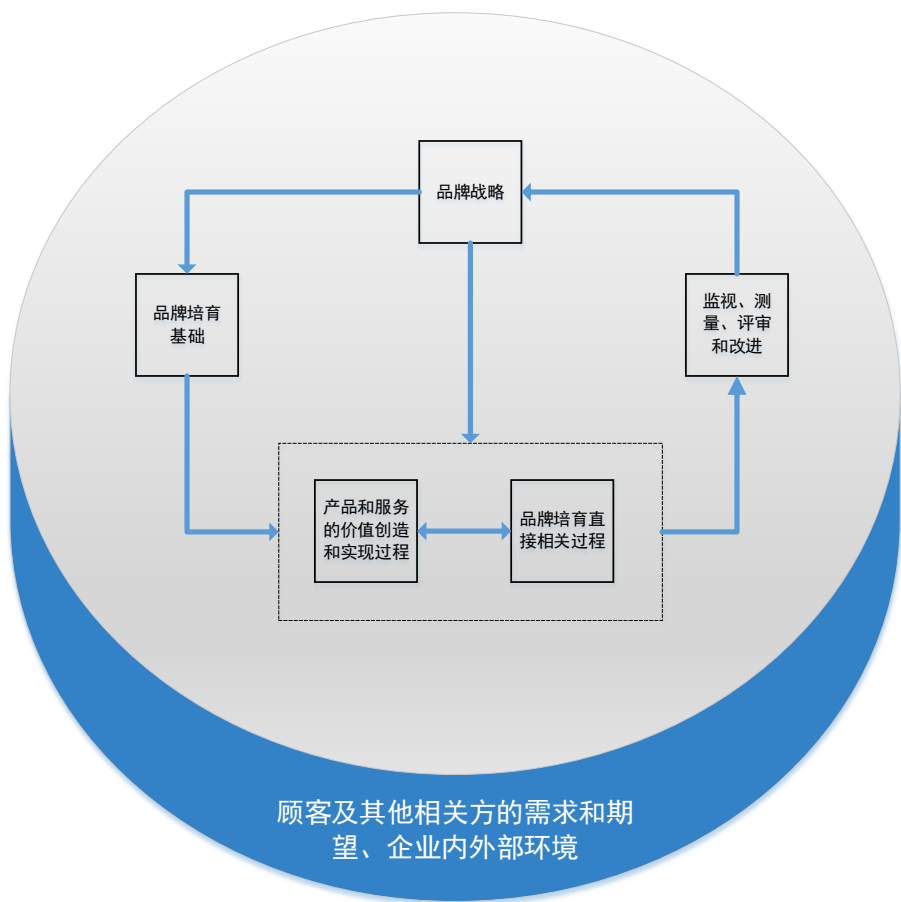 品牌战略
品牌培育
基础
监视、测
量、评审
和改进
产品和服务
的价值创造
和实现过程
品牌培育直
接相关过程
顾客及其他相关方的需求和期
望、企业内外部环境